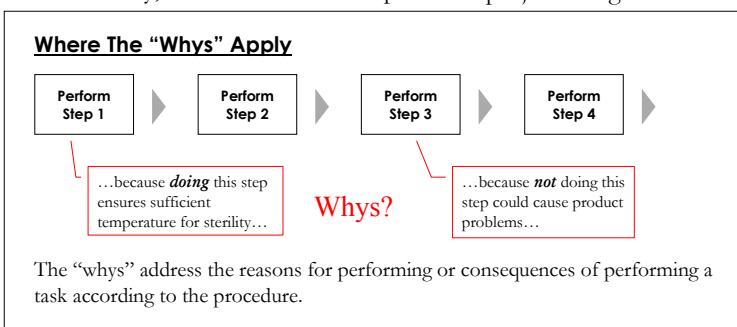 Where The “Whys” Apply
Perform
Step 1
Perform
Step 2
Perform
Step 3
Perform
Step 4
…because doing this step
ensures sufficient
temperature for sterility…
Whys?
…because not doing this
step could cause product
problems…
The “whys” address the reasons for performing or consequences of performing a
task according to the procedure.